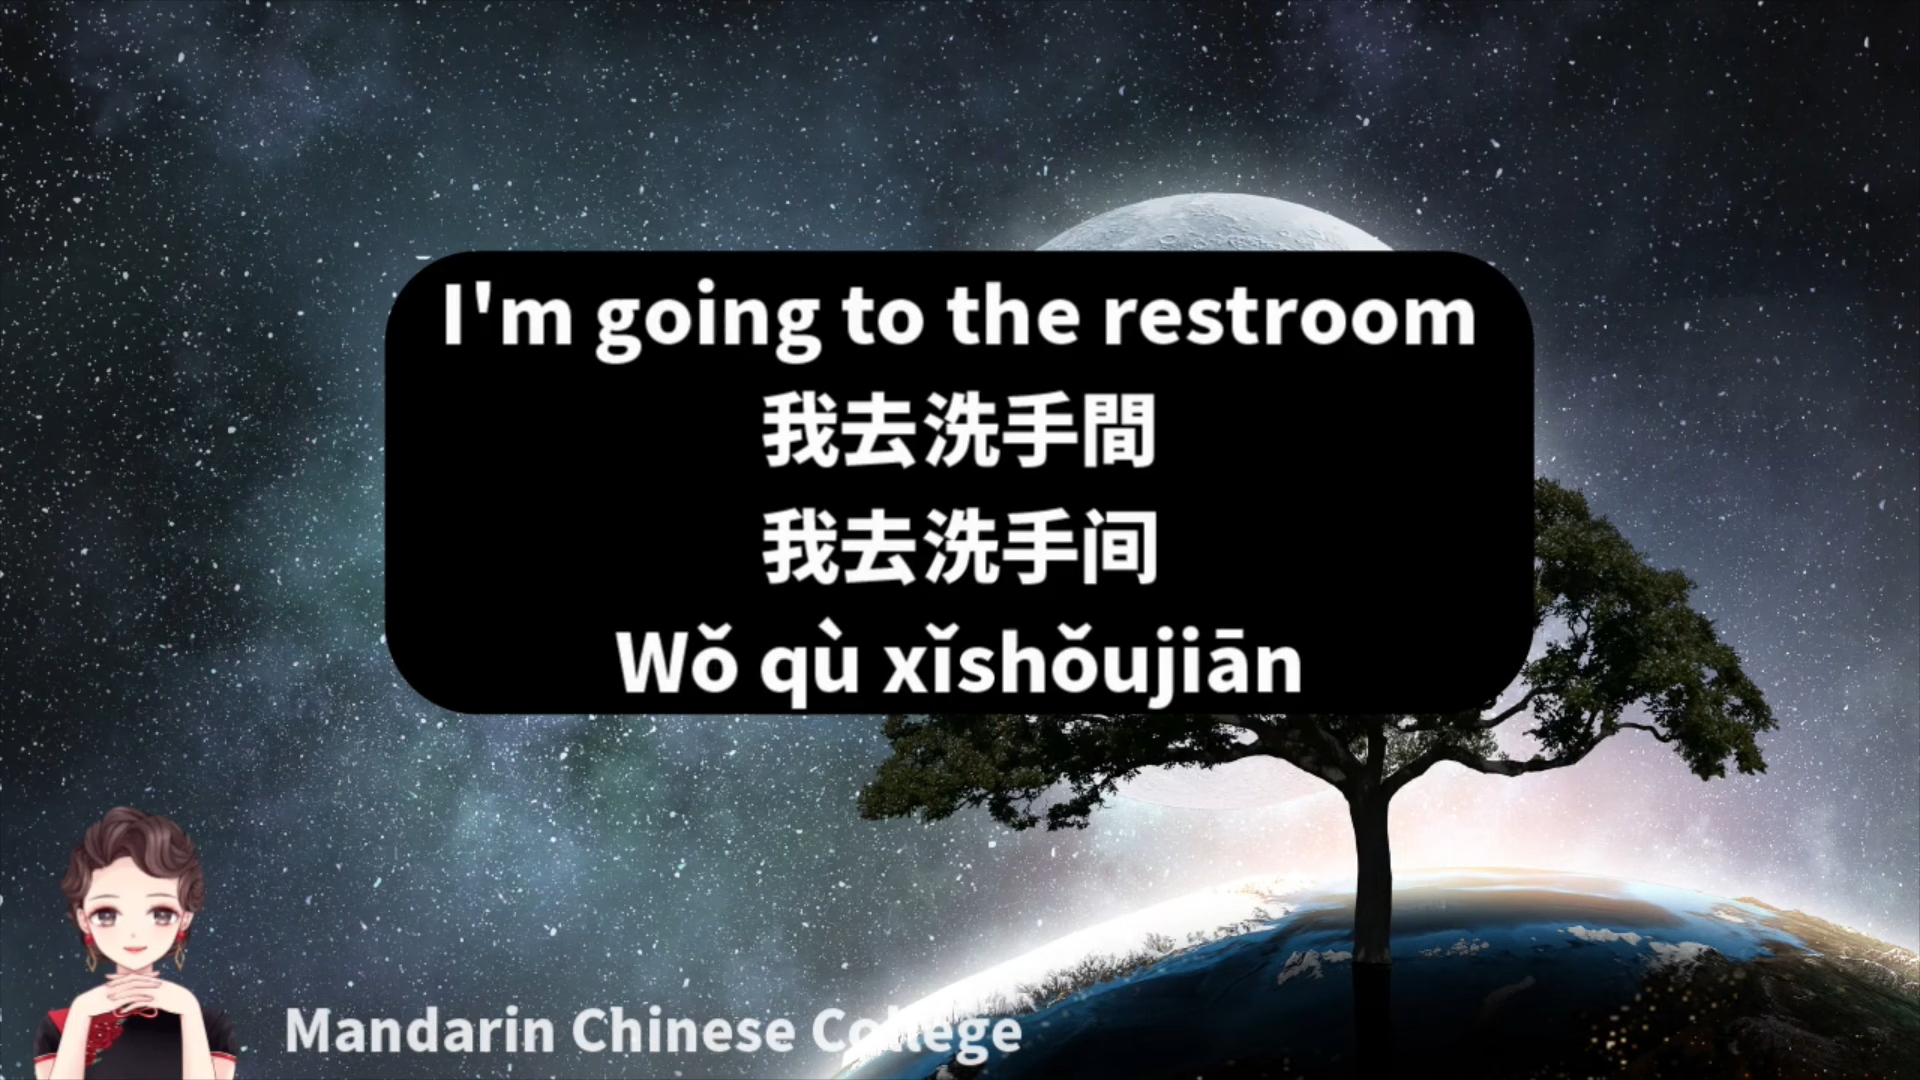 I'm going to the restroom
我去洗手間
我去洗手间
Wǒ qù xǐshǒujiān
Mandarin Chinese College